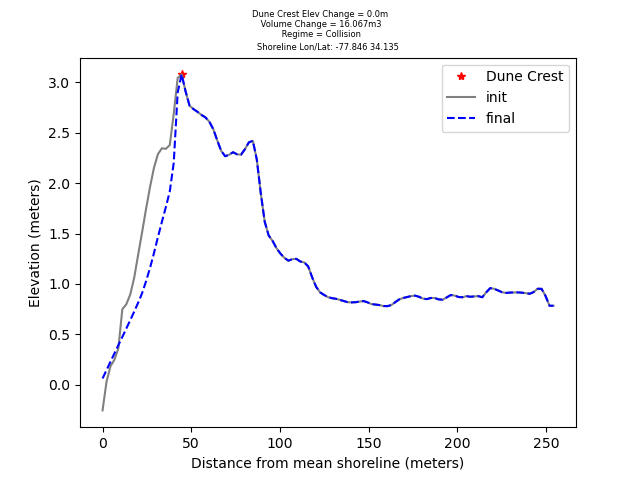 Dune Crest Elev Change = 0.0m
Volume Change = 16.067m3
Regime = Collision
Shoreline Lon/Lat: -77.846 34.135
Dune Crest
init
final
3.0
2.5
2.0
1.5
1.0
0.5
0.0
Elevation (meters)
0 50 100 150 200 250
Distance from mean shoreline (meters)